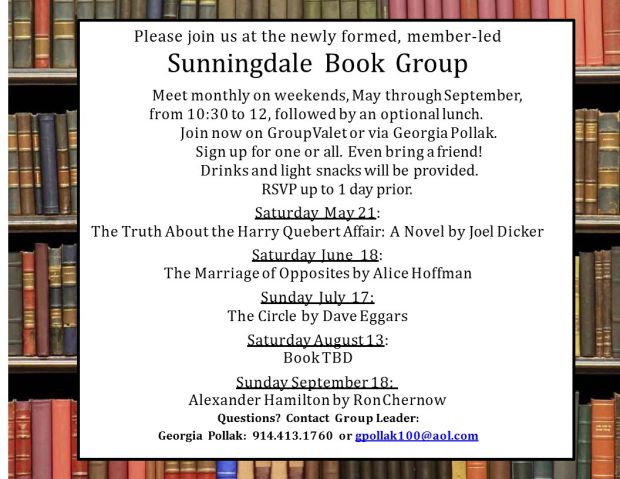 Please join us at the newly formed, member-led
Sunningdale Book Group
Meet monthly on weekends, May through September,
from 10:30 to 12, followed by an optional lunch.
Join now on GroupValet or via Georgia Pollak.
Sign up for one or all. Even bring a friend!
Drinks and light snacks will be provided.
RSVP up to 1 day prior.
Saturday May 21:
The Truth About the Harry Quebert Affair: A Novel by Joel Dicker
Saturday June 18:
The Marriage of Opposites by Alice Hoffman
Sunday July 17:
The Circle by Dave Eggars
Saturday August 13:
Book TBD
Sunday September 18:
Alexander Hamilton by Ron Chernow
Questions? Contact Group Leader:
Georgia Pollak: 914.413.1760 or gpollak100@aol.com